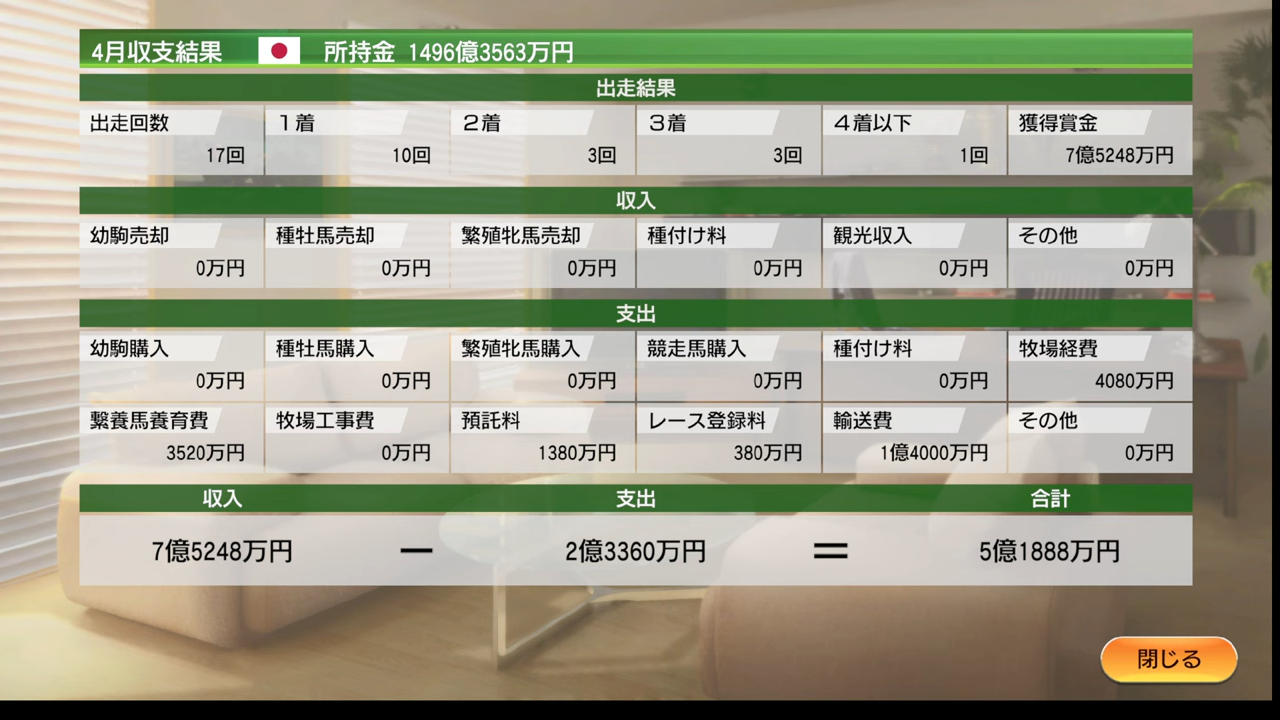 4月収支結果 所持金 1496億3563万円
出走結果
出走回数 1着 2着 3着 4着以下 獲得賞金
17回 10回 3回 3回 1回 7億5248万円
収入
幼駒売却 種牡馬売却 繁殖牝馬売却 種付け料 観光収入 その他
0万円 0万円 0万円 0万円 0万円 0万円
支出
幼駒購入 種牡馬購入 繁殖牝馬購入 競走馬購入 種付け料 牧場経費
0万円 0万円 0万円 0万円 0万円 4080万円
繋養馬養育費 牧場工事費 預託料 レース登録料 輸送費 その他
3520万円 0万円 1380万円 380万円 1億4000万円 0万円
収入 支出 合計
7億5248万円 － 2億3360万円 ＝ 5億1888万円
閉じる